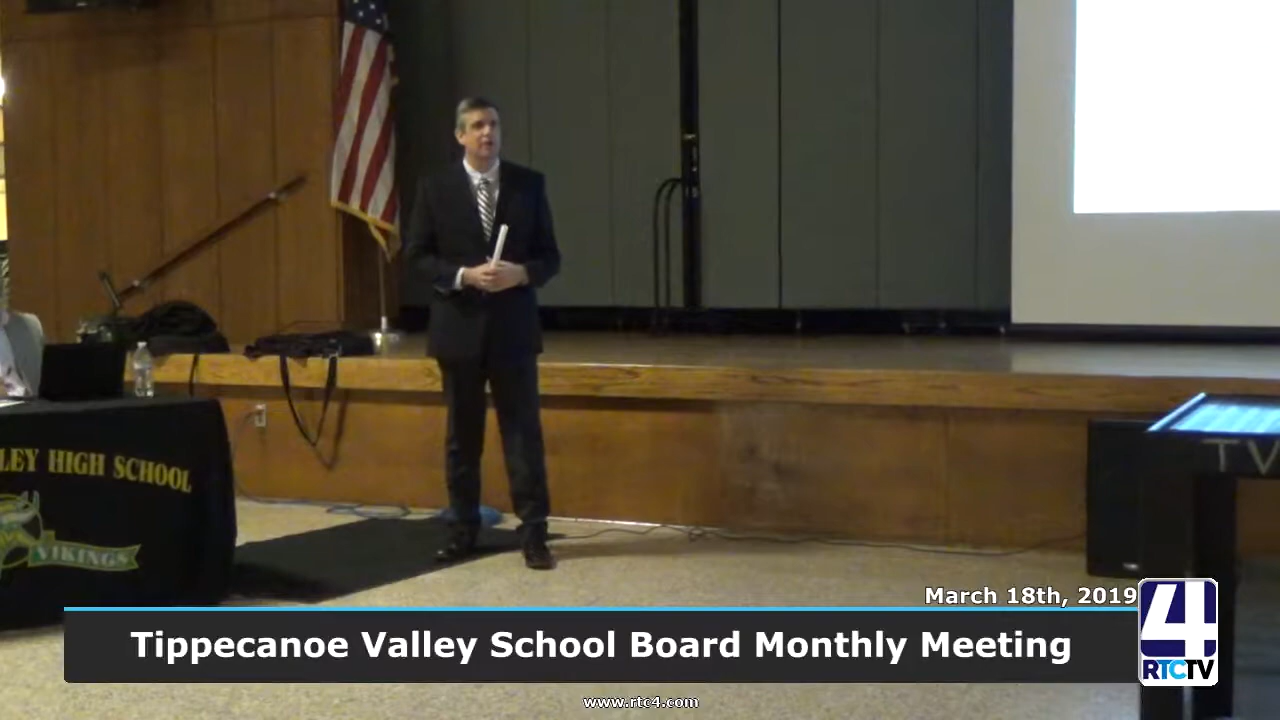 LEY HIGH SCHOOL
VIKINGS
TV
March 18th, 2019
Tippecanoe Valley School Board Monthly Meeting
4
RTCTV
www.rtc4.com